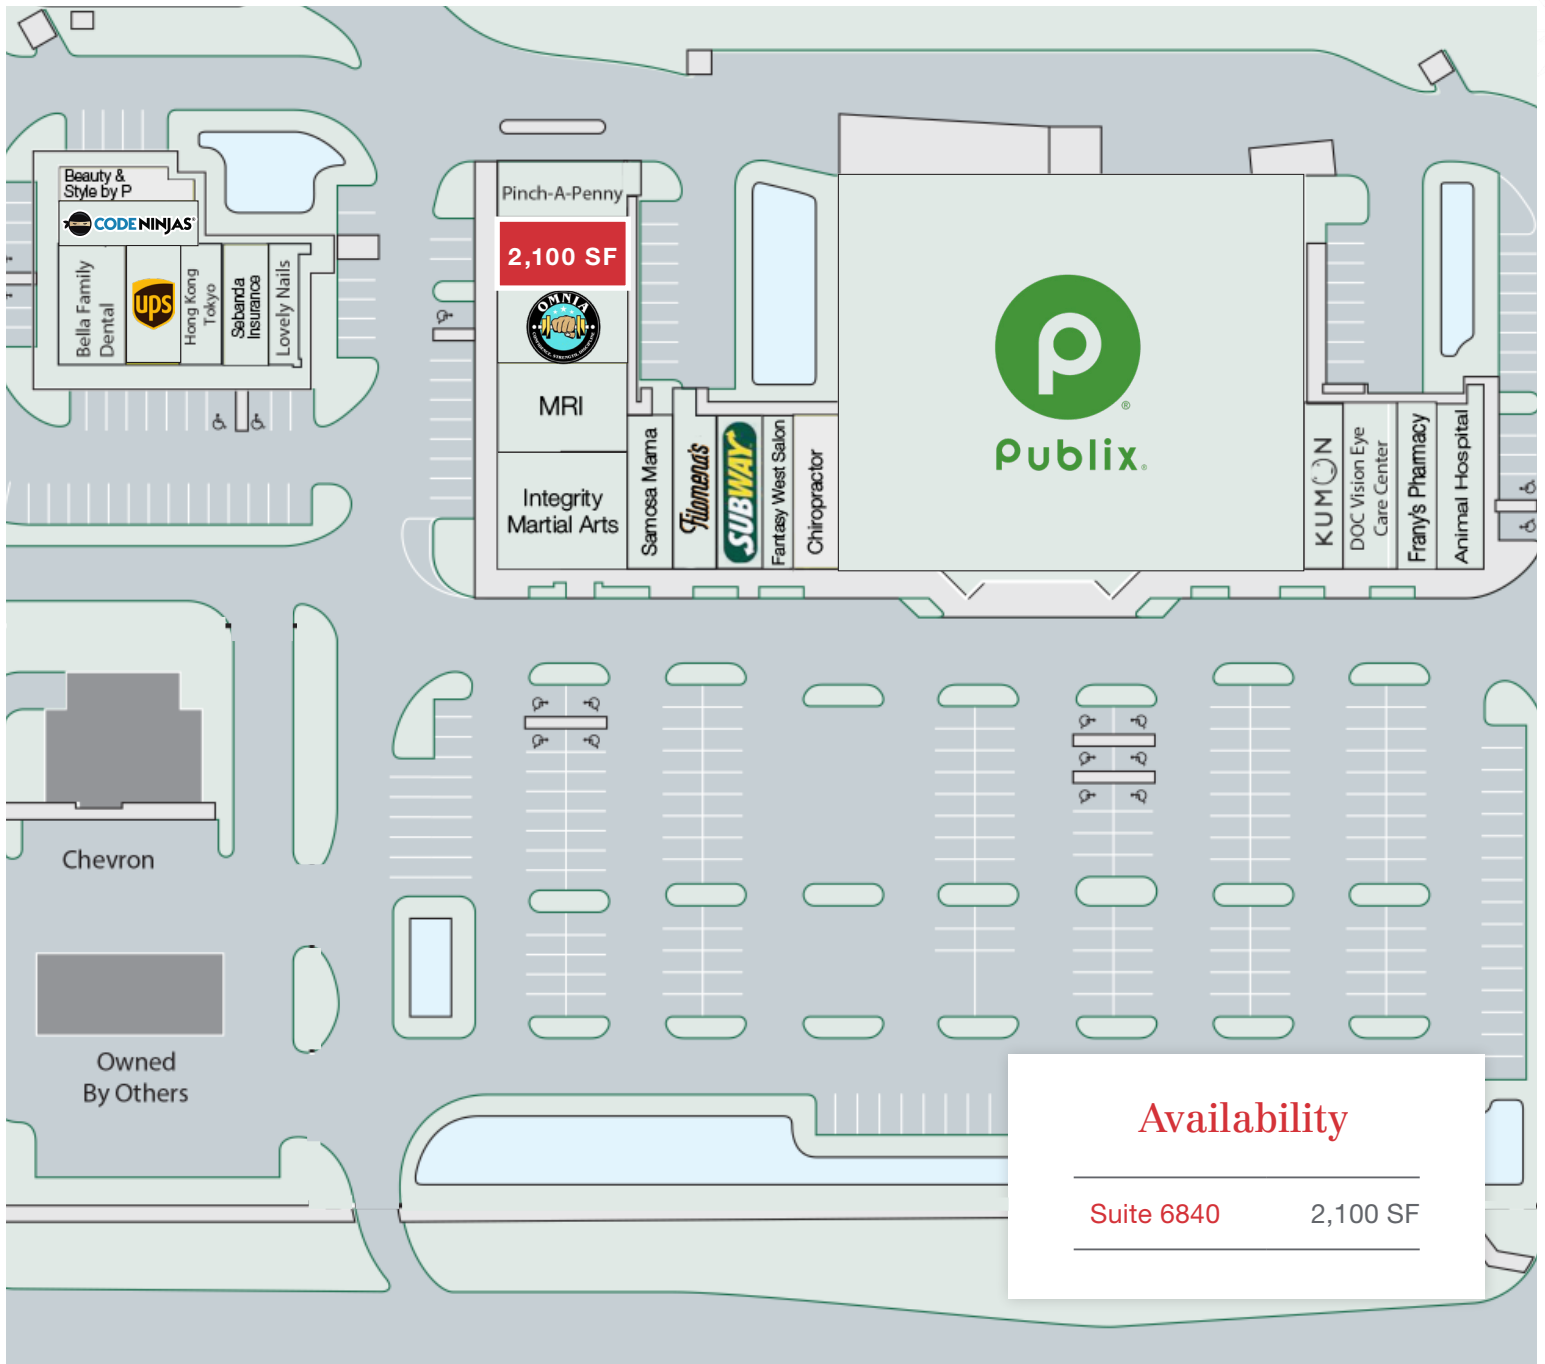 Beauty &
Style by P
CODE NINJAS
Bella Family
Dental
ups
Hong Kong
Tokyo
Sebanda
Insurance
Lovely Nails
Pinch-A-Penny
2,100 SF
OMNIA
MRI
Integrity
Martial Arts
Samosa Mama
Filomena's
SUBWAY
Fantasy West Salon
Chiropractor
Publix
KUMON
DOC Vision Eye
Care Center
Frany's Pharmacy
Animal Hospital
Chevron
Owned
By Others
Availability
Suite 6840 2,100 SF